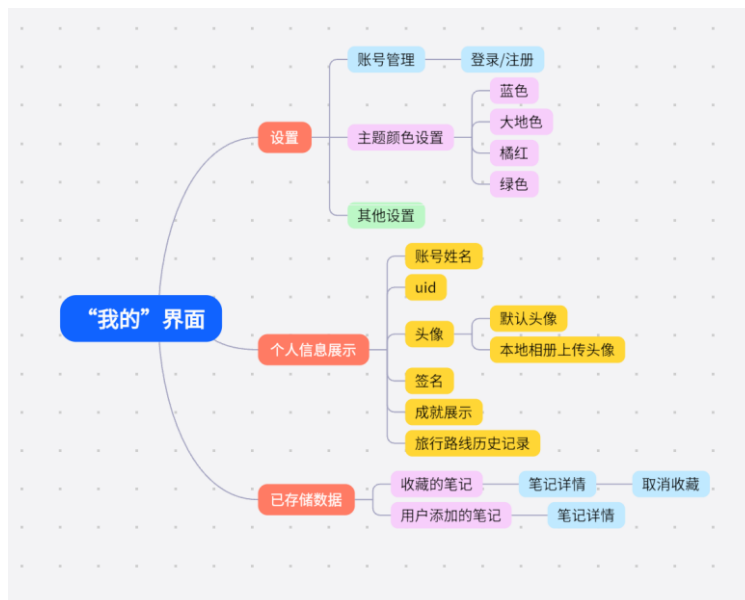 “我的”界面
设置
账号管理
登录/注册
主题颜色设置
蓝色
大地色
橘红
绿色
其他设置
个人信息展示
账号姓名
uid
头像
默认头像
本地相册上传头像
签名
成就展示
旅行路线历史记录
已存储数据
收藏的笔记
笔记详情
取消收藏
用户添加的笔记
笔记详情